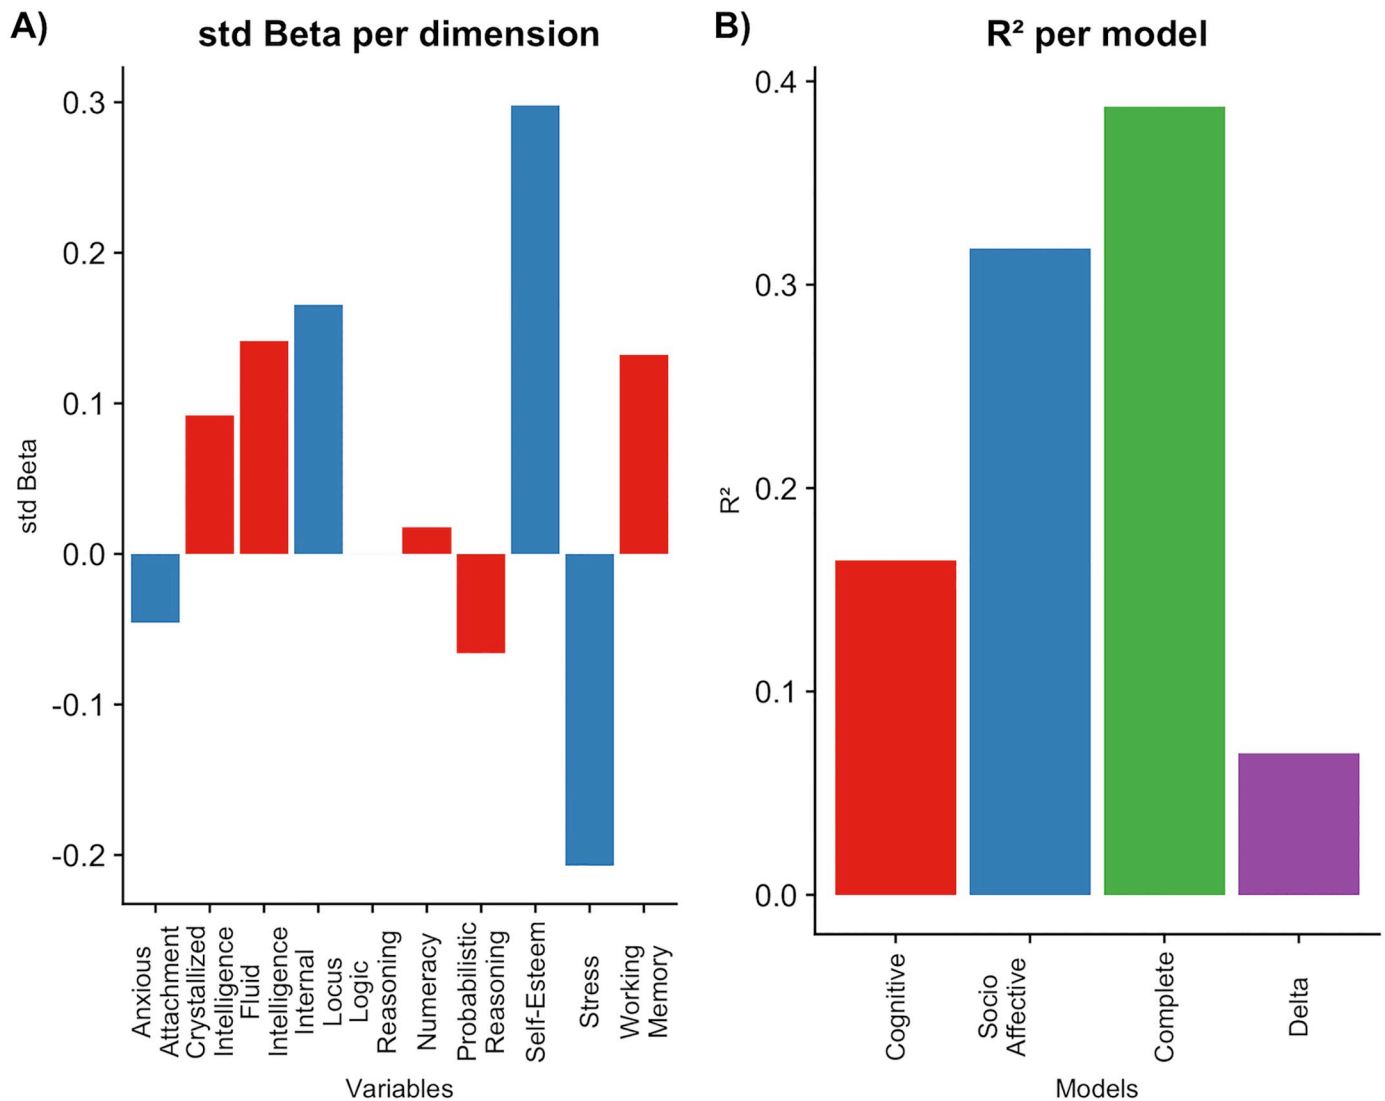 A)
std Beta per dimension
0.3
0.2
0.1
0.0
-0.1
-0.2
std Beta
Anxious
Attachment
Crystallized
Intelligence
Fluid
Intelligence
Internal
Locus
Logic
Reasoning
Numeracy
Probabilistic
Reasoning
Self-Esteem
Stress
Working
Memory
Variables
B)
R² per model
0.4
0.3
0.2
0.1
0.0
R²
Cognitive
Socio
Affective
Complete
Delta
Models